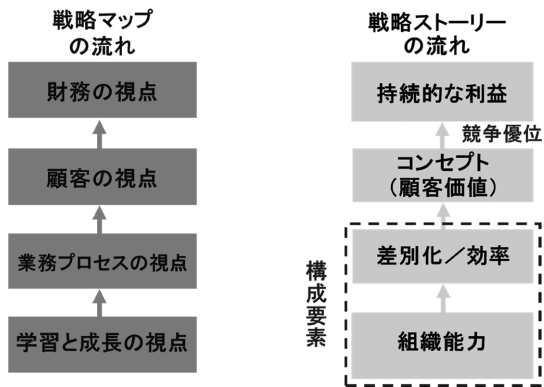 戦略マップ
の流れ
財務の視点
顧客の視点
業務プロセスの視点
学習と成長の視点
戦略ストーリー
の流れ
持続的な利益
競争優位
コンセプト
（顧客価値）
差別化／効率
組織能力
構成要素